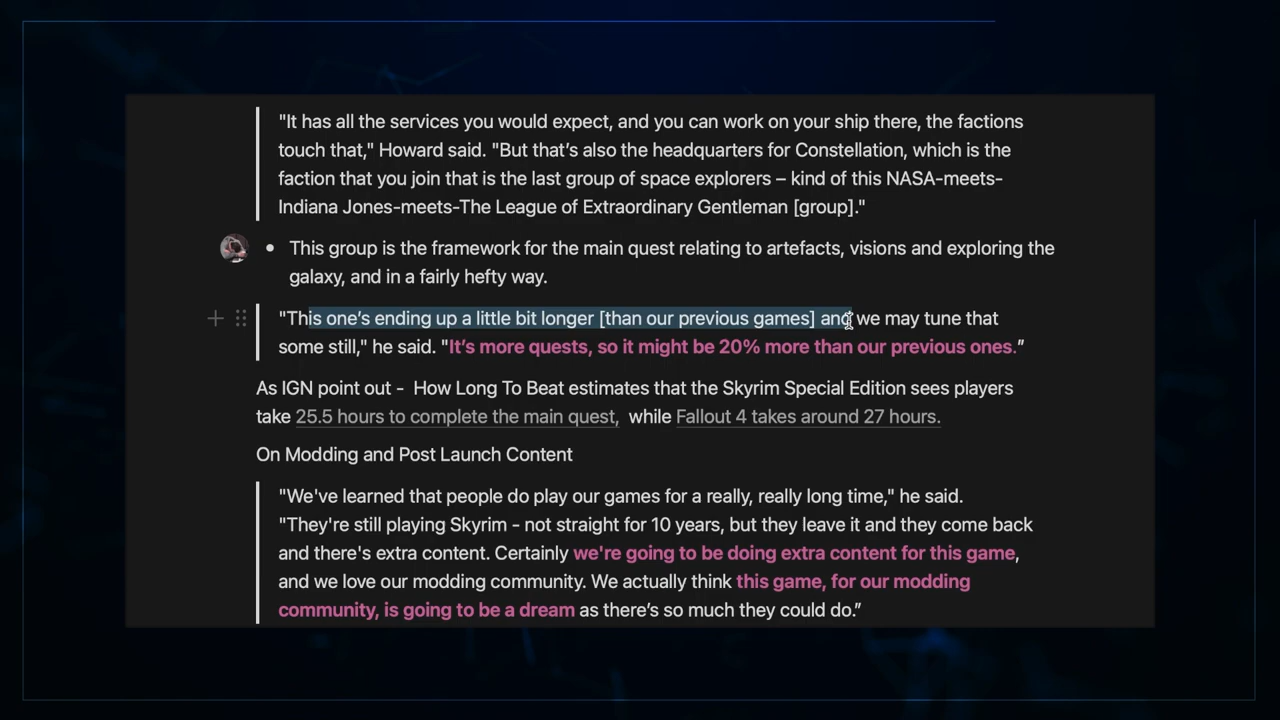 "It has all the services you would expect, and you can work on your ship there, the factions
touch that," Howard said. "But that’s also the headquarters for Constellation, which is the
faction that you join that is the last group of space explorers – kind of this NASA-meets-
Indiana Jones-meets-The League of Extraordinary Gentleman [group]."
• This group is the framework for the main quest relating to artefacts, visions and exploring the
galaxy, and in a fairly hefty way.
"This one’s ending up a little bit longer [than our previous games] and we may tune that
some still," he said. "It’s more quests, so it might be 20% more than our previous ones.”
As IGN point out - How Long To Beat estimates that the Skyrim Special Edition sees players
take 25.5 hours to complete the main quest, while Fallout 4 takes around 27 hours.
On Modding and Post Launch Content
"We've learned that people do play our games for a really, really long time," he said.
"They're still playing Skyrim - not straight for 10 years, but they leave it and they come back
and there's extra content. Certainly we're going to be doing extra content for this game,
and we love our modding community. We actually think this game, for our modding
community, is going to be a dream as there’s so much they could do.”